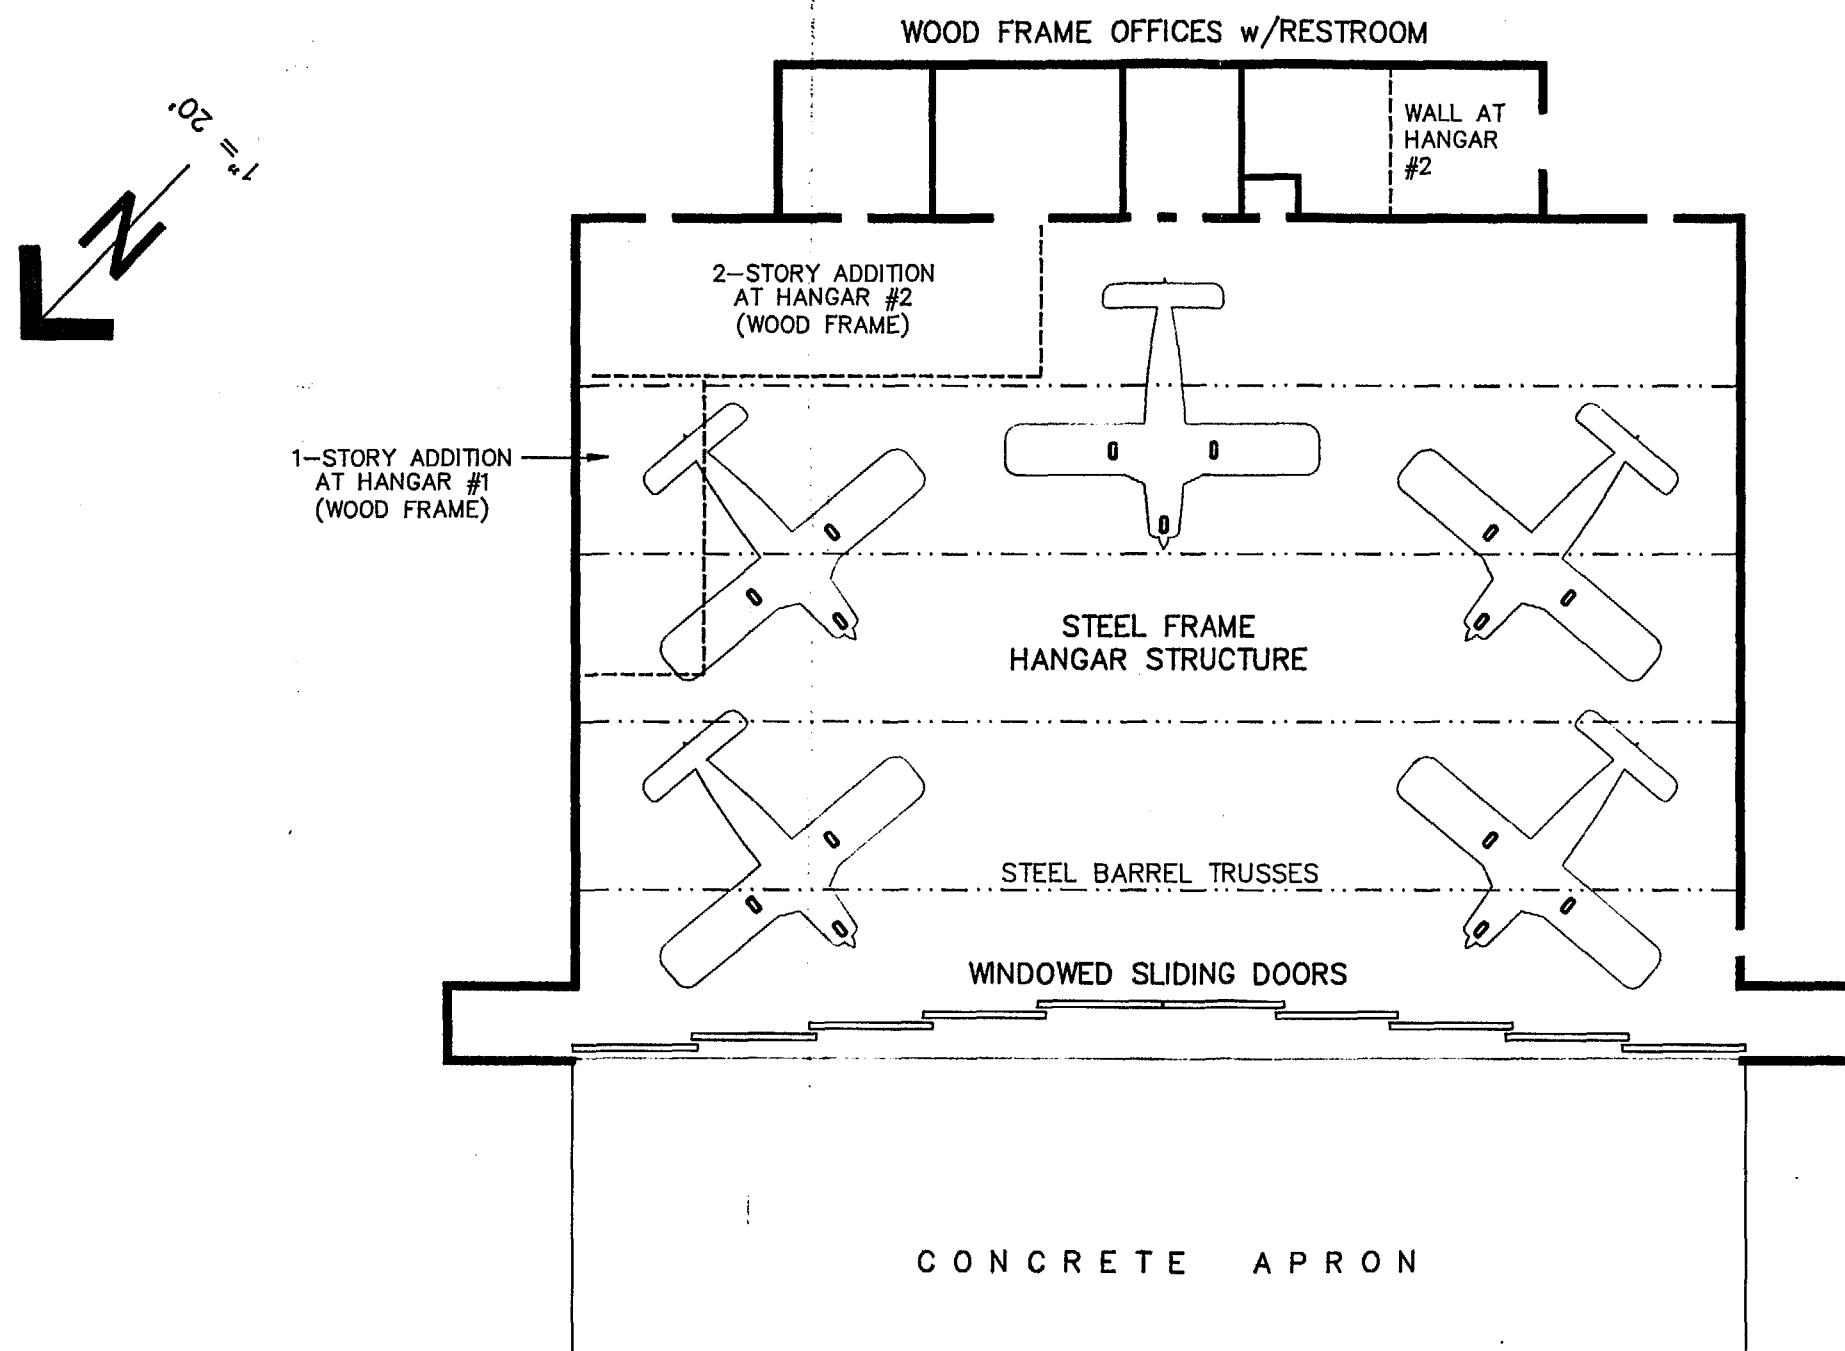 WOOD FRAME OFFICES w/RESTROOM
1"= 20'
N
WALL AT
HANGAR
#2
2-STORY ADDITION
AT HANGAR #2
(WOOD FRAME)
1-STORY ADDITION
AT HANGAR #1
(WOOD FRAME)
STEEL FRAME
HANGAR STRUCTURE
STEEL BARREL TRUSSES
WINDOWED SLIDING DOORS
CONCRETE APRON